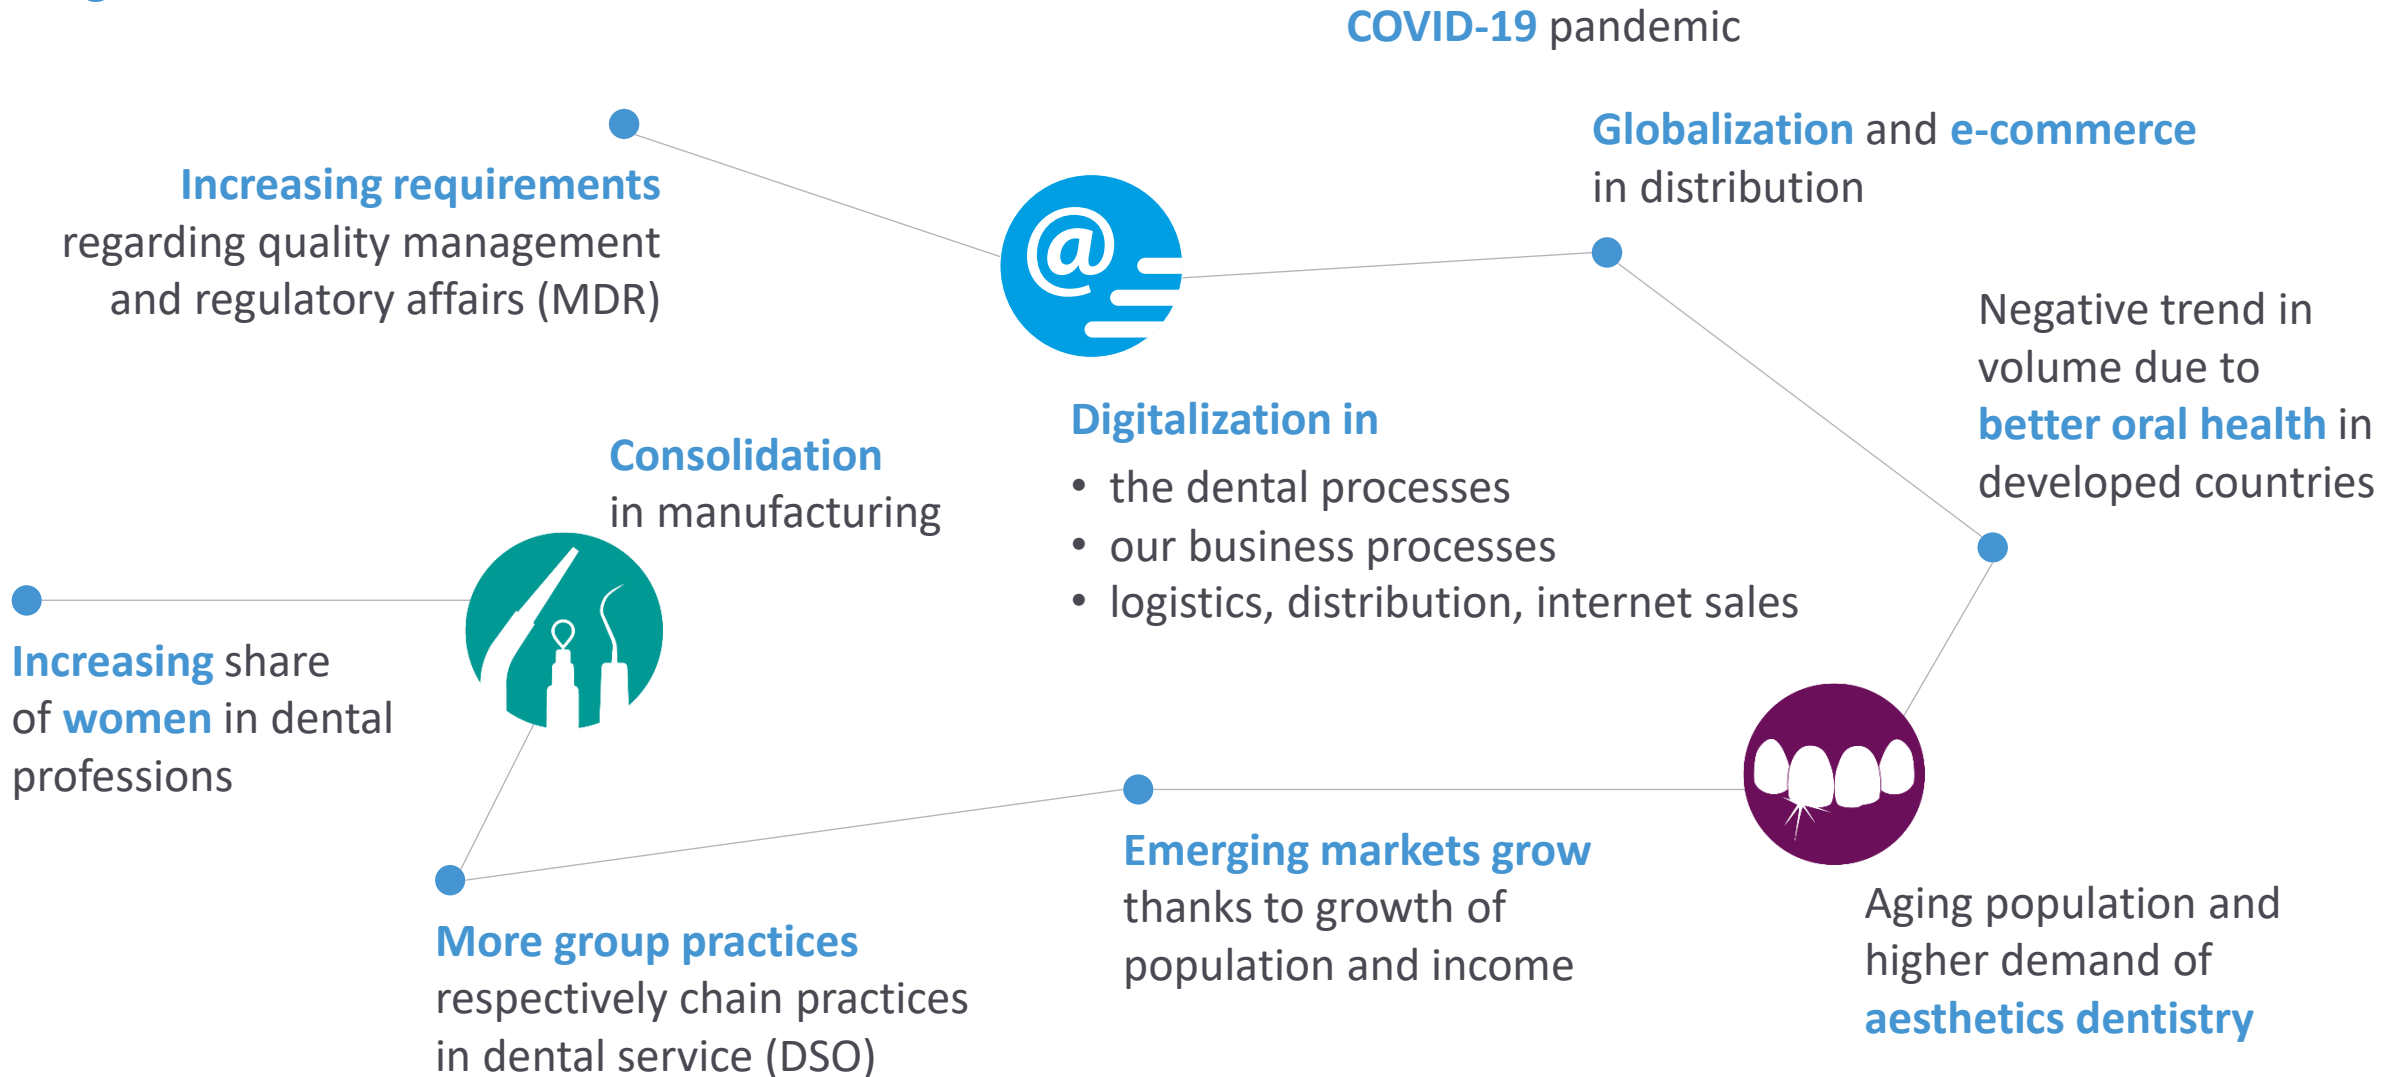 COVID-19 pandemic
Increasing requirements
regarding quality management
and regulatory affairs (MDR)
@
Globalization and e-commerce
in distribution
Negative trend in
volume due to
better oral health in
developed countries
Digitalization in
• the dental processes
• our business processes
• logistics, distribution, internet sales
Consolidation
in manufacturing
Increasing share
of women in dental
professions
More group practices
respectively chain practices
in dental service (DSO)
Emerging markets grow
thanks to growth of
population and income
Aging population and
higher demand of
aesthetics dentistry